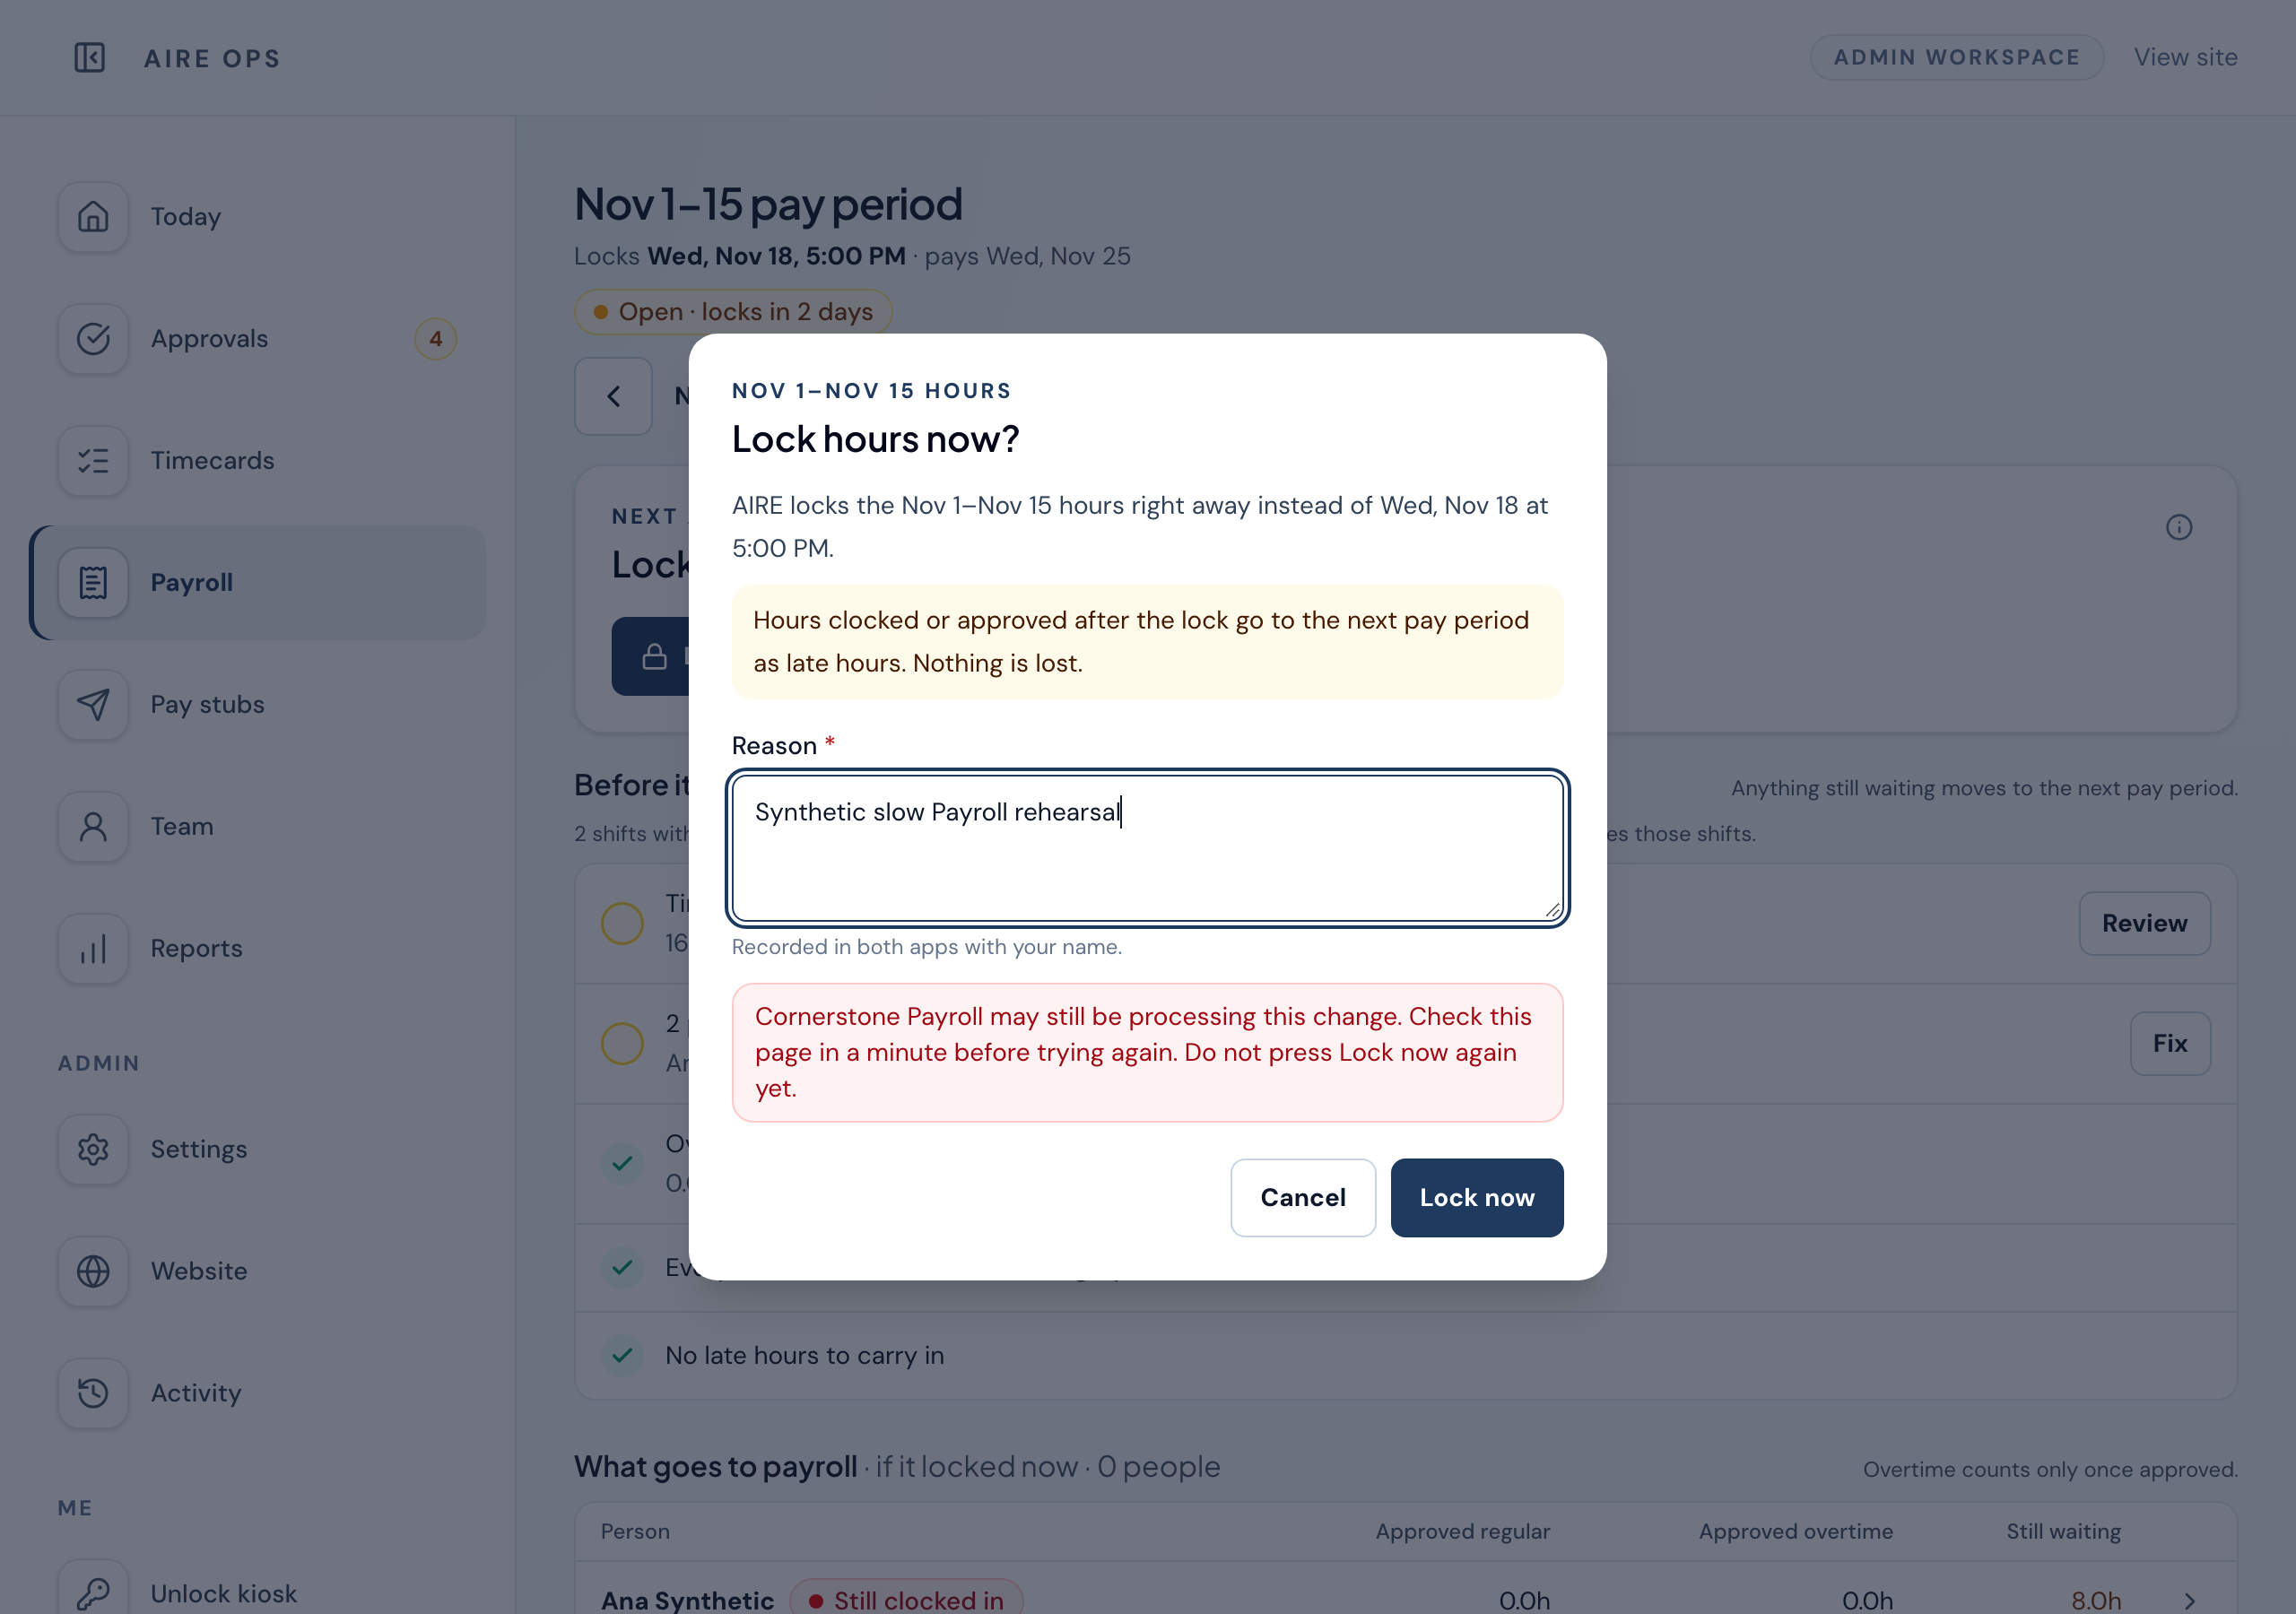 AIRE OPS
ADMIN WORKSPACE
View site
Today
Approvals
4
Timecards
Payroll
Pay stubs
Team
Reports
ADMIN
Settings
Website
Activity
ME
Unlock kiosk
Nov 1–15 pay period
Locks Wed, Nov 18, 5:00 PM · pays Wed, Nov 25
Open · locks in 2 days
NEXT
Lock
Before it
Anything still waiting moves to the next pay period.
2 shifts with
es those shifts.
Review
2
Fix
No late hours to carry in
NOV 1–NOV 15 HOURS
Lock hours now?
AIRE locks the Nov 1–Nov 15 hours right away instead of Wed, Nov 18 at
5:00 PM.
Hours clocked or approved after the lock go to the next pay period
as late hours. Nothing is lost.
Reason *
Synthetic slow Payroll rehearsal
Recorded in both apps with your name.
Cornerstone Payroll may still be processing this change. Check this
page in a minute before trying again. Do not press Lock now again
yet.
Cancel
Lock now
What goes to payroll · if it locked now · 0 people
Overtime counts only once approved.
Person
Approved regular
Approved overtime
Still waiting
Ana Synthetic
Still clocked in
0.0h
0.0h
8.0h